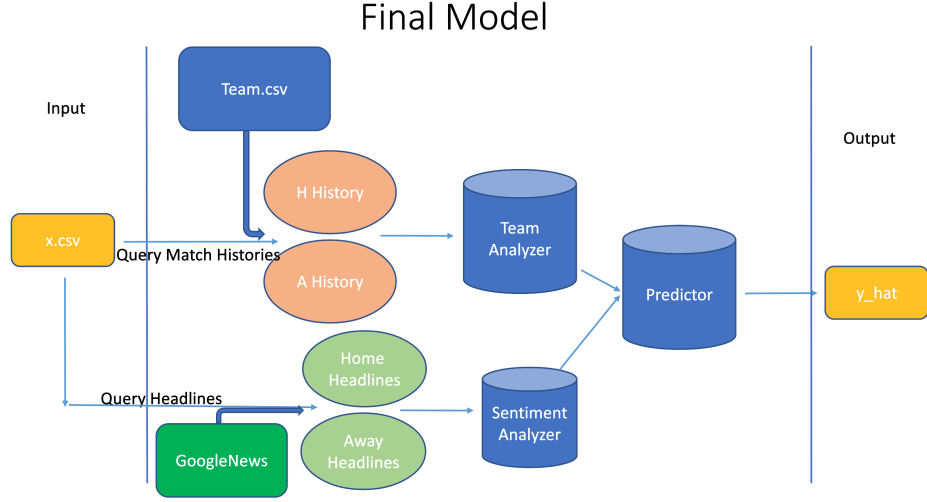 Final Model
Input
Team.csv
Output
H History
Team
Analyzer
x.csv
Query Match Histories
A History
Predictor
y_hat
Home
Headlines
Query Headlines
Sentiment
Analyzer
GoogleNews
Away
Headlines